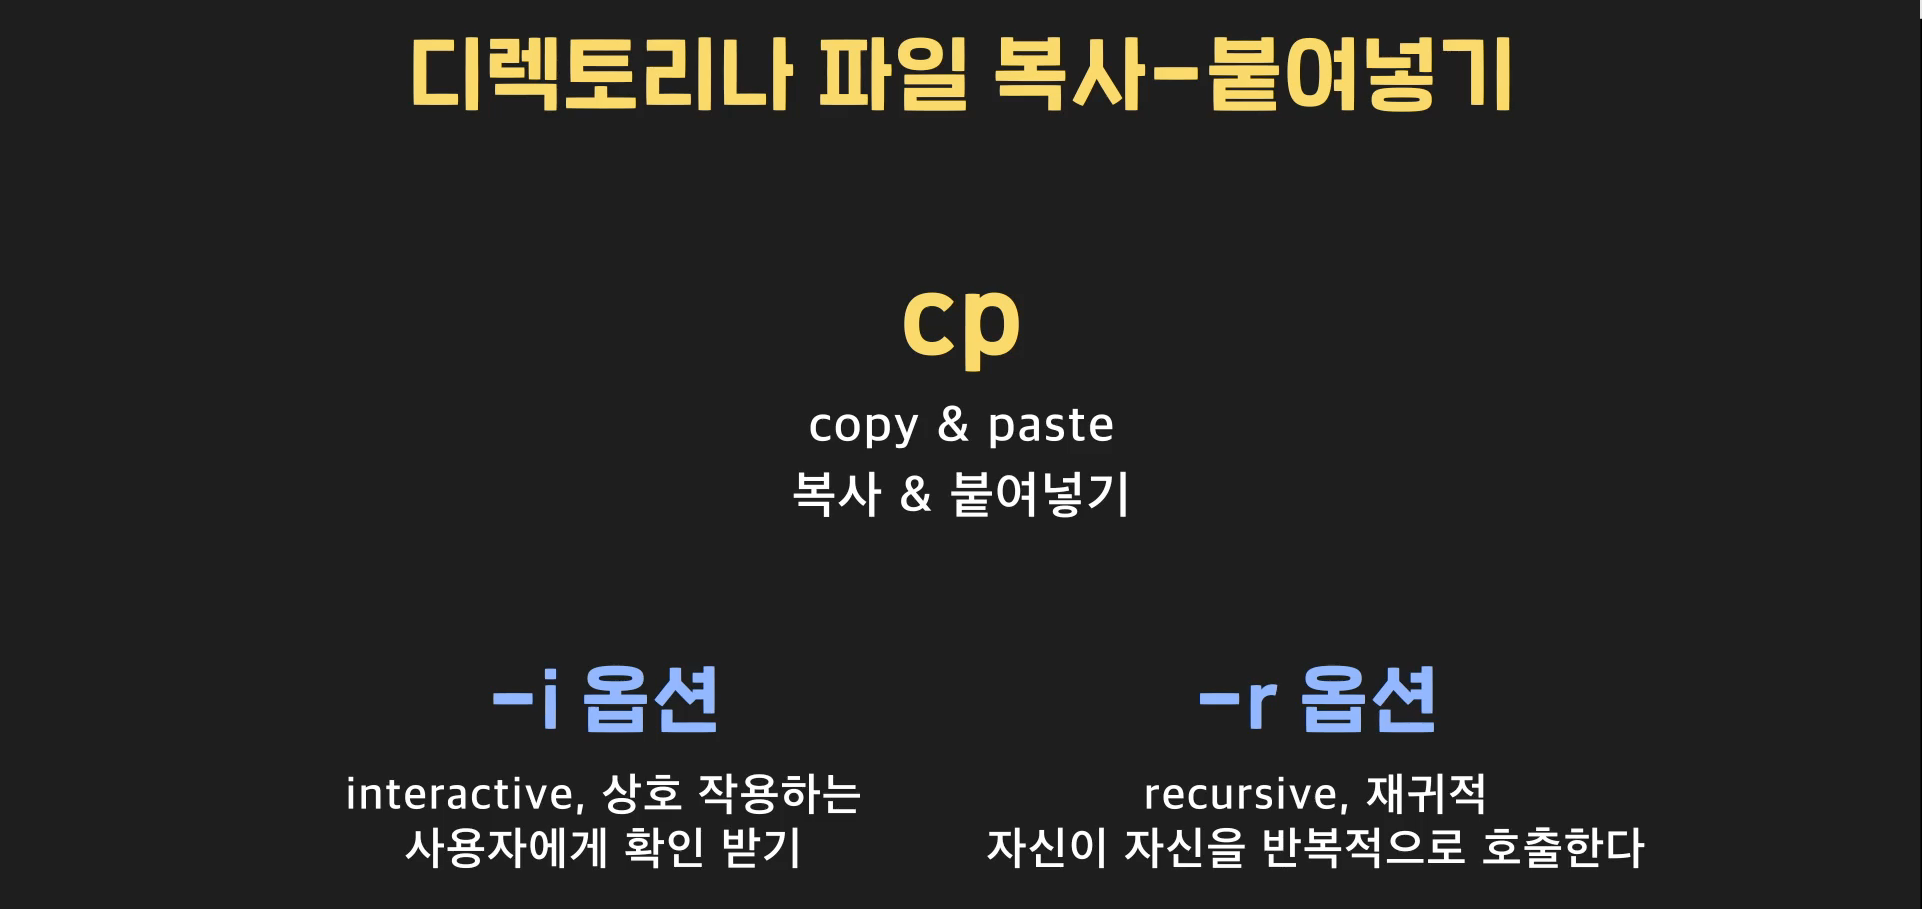 디렉토리나 파일 복사-붙여넣기
cp
copy & paste
복사 & 붙여넣기
-i 옵션
interactive, 상호 작용하는
사용자에게 확인 받기
-r 옵션
recursive, 재귀적
자신이 자신을 반복적으로 호출한다